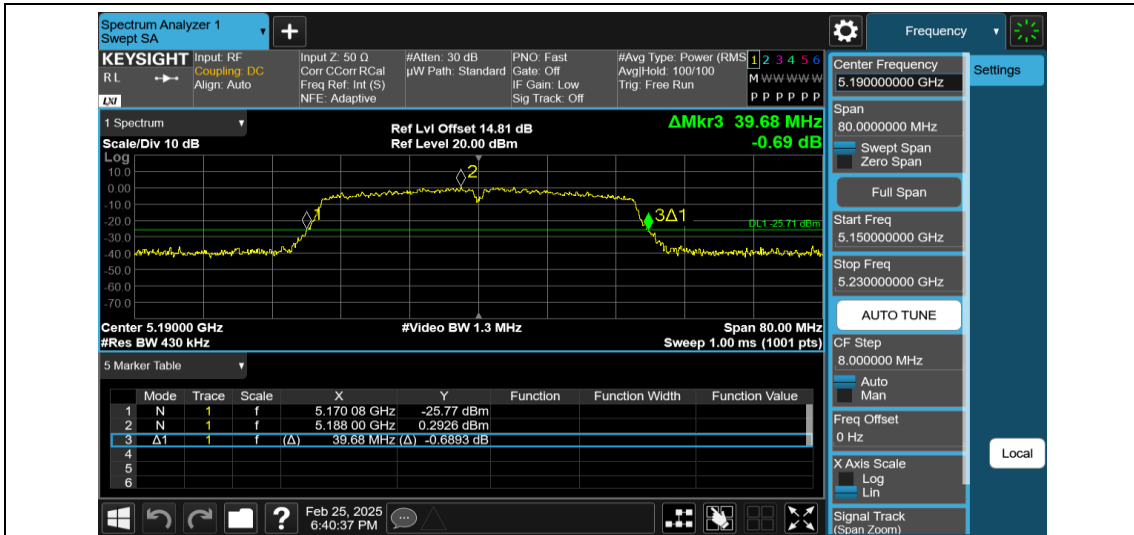 Spectrum Analyzer 1
Swept SA
Frequency
KEYSIGHT
R L
LXI
Input: RF
Coupling: DC
Align: Auto
Input Z: 50 Ω
Corr CCorr RCal
Freq Ref: Int (S)
NFE: Adaptive
#Atten: 30 dB
µW Path: Standard
PNO: Fast
Gate: Off
IF Gain: Low
Sig Track: Off
#Avg Type: Power (RMS
Avg|Hold: 100/100
Trig: Free Run
1 2 3 4 5 6
M W W W W W
P P P P P P
1 Spectrum
Scale/Div 10 dB
Ref Lvl Offset 14.81 dB
Ref Level 20.00 dBm
ΔMkr3 39.68 MHz
-0.69 dB
Log
10.0
0.00
-10.0
-20.0
-30.0
-40.0
-50.0
-60.0
-70.0
1
2
3Δ1
DL1 -25.71 dBm
Center 5.19000 GHz
#Video BW 1.3 MHz
Span 80.00 MHz
#Res BW 430 kHz
Sweep 1.00 ms (1001 pts)
5 Marker Table
Mode Trace Scale X Y Function Function Width Function Value
1 N 1 f 5.170 08 GHz -25.77 dBm
2 N 1 f 5.188 00 GHz 0.2926 dBm
3 Δ1 1 f (Δ) 39.68 MHz (Δ) -0.6893 dB
4
5
6
Feb 25, 2025
6:40:37 PM
?
Center Frequency
5.190000000 GHz
Settings
Span
80.0000000 MHz
Swept Span
Zero Span
Full Span
Start Freq
5.150000000 GHz
Stop Freq
5.230000000 GHz
AUTO TUNE
CF Step
8.000000 MHz
Auto
Man
Freq Offset
0 Hz
X Axis Scale
Log
Lin
Local
Signal Track
(Span Zoom)